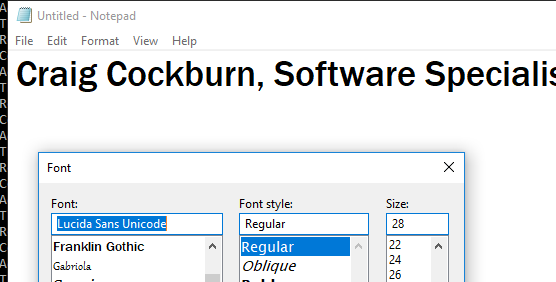 Untitled - Notepad
File Edit Format View Help
Craig Cockburn, Software Specialis
Font
Font: Font style: Size:
Lucida Sans Unicode Regular 28
Franklin Gothic Regular 22
Gabriola Oblique 24
26
A
T
R
C
A
T
R
C
A
T
R
C
A
T
R
C
A
T
R